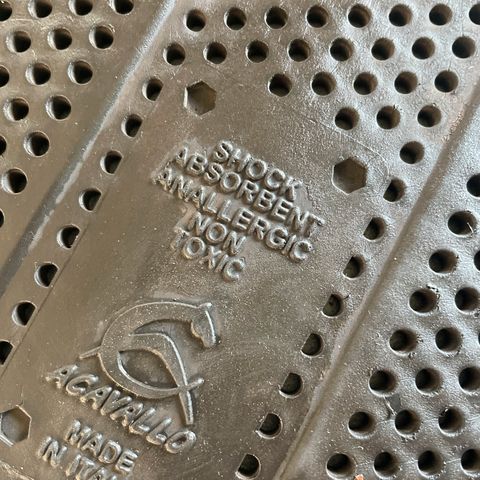 SHOCK
ABSORBENT
ANALLERGIC
NON
TOXIC
ACAVALLO
MADE
IN ITALY